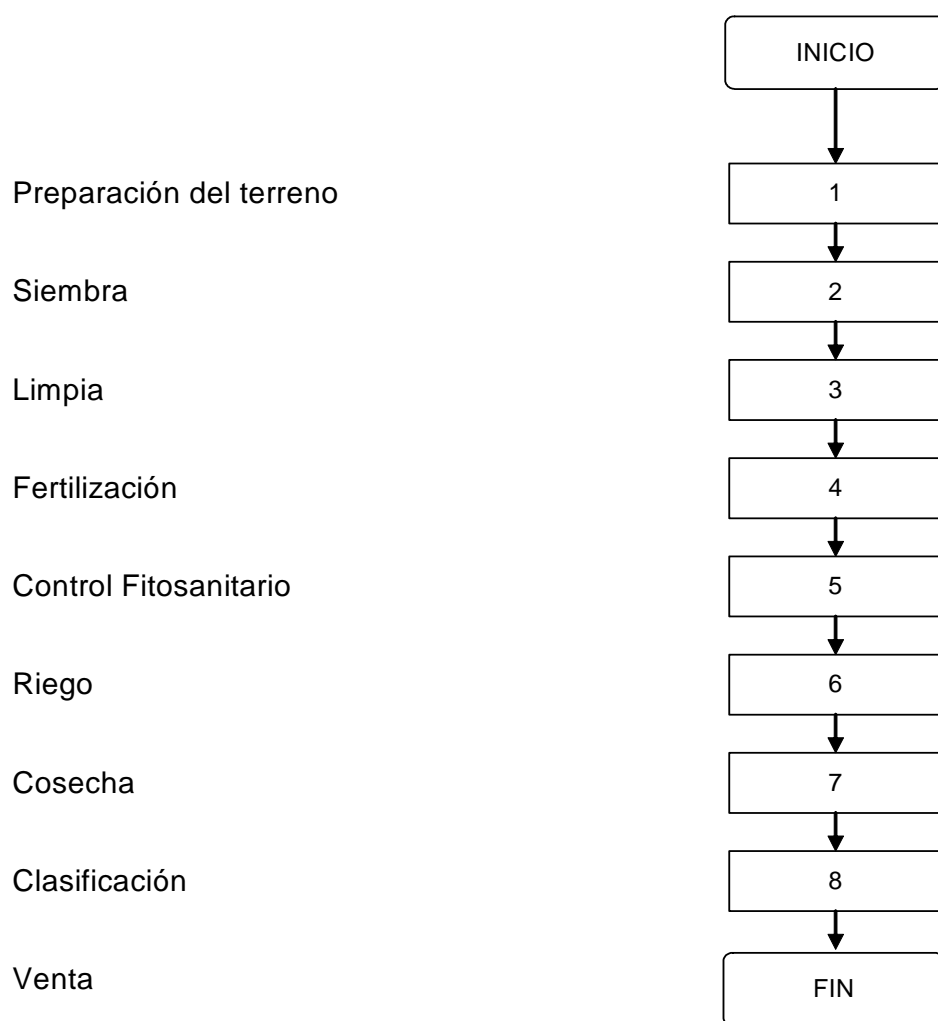 INICIO
Preparación del terreno 1
Siembra 2
Limpia 3
Fertilización 4
Control Fitosanitario 5
Riego 6
Cosecha 7
Clasificación 8
Venta FIN